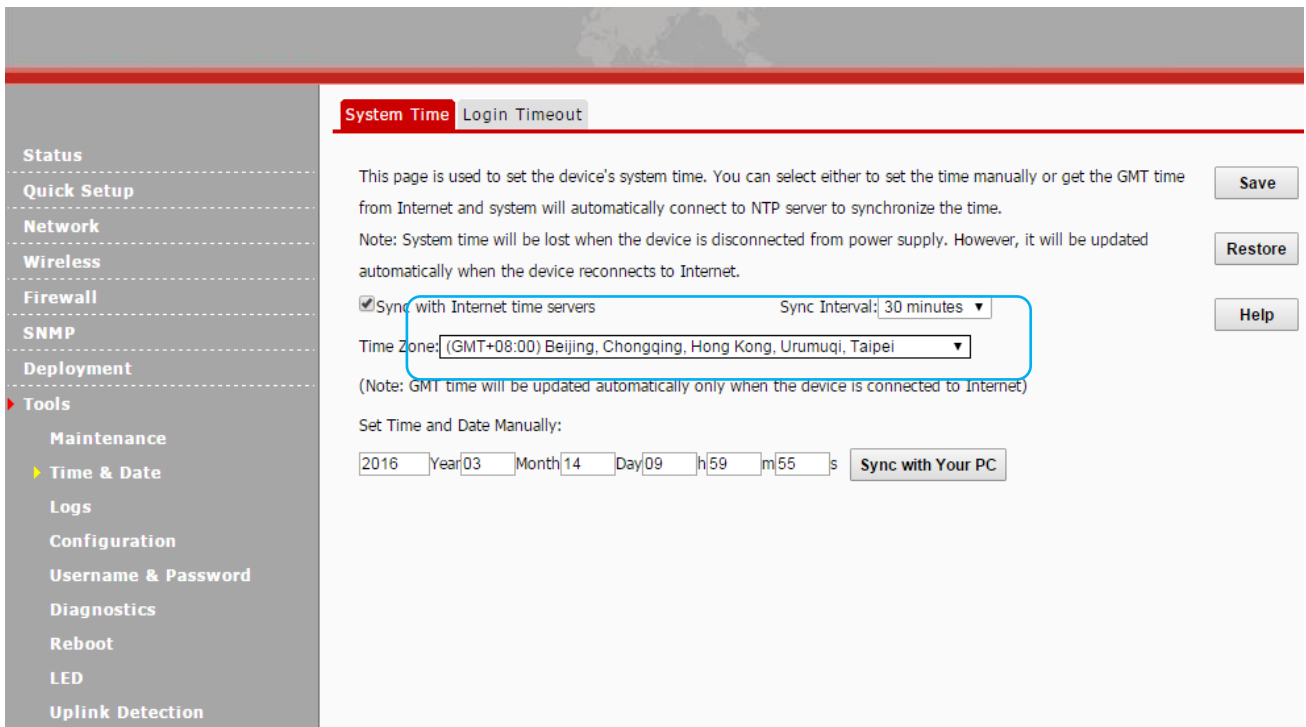 System Time Login Timeout
Status
Quick Setup
Network
Wireless
Firewall
SNMP
Deployment
Tools
Maintenance
Time & Date
Logs
Configuration
Username & Password
Diagnostics
Reboot
LED
Uplink Detection
This page is used to set the device's system time. You can select either to set the time manually or get the GMT time
from Internet and system will automatically connect to NTP server to synchronize the time.
Note: System time will be lost when the device is disconnected from power supply. However, it will be updated
automatically when the device reconnects to Internet.
Sync with Internet time servers Sync Interval: 30 minutes
Time Zone: (GMT+08:00) Beijing, Chongqing, Hong Kong, Urumuqi, Taipei
(Note: GMT time will be updated automatically only when the device is connected to Internet)
Set Time and Date Manually:
2016 Year 03 Month 14 Day 09 h 59 m 55 s Sync with Your PC
Save
Restore
Help